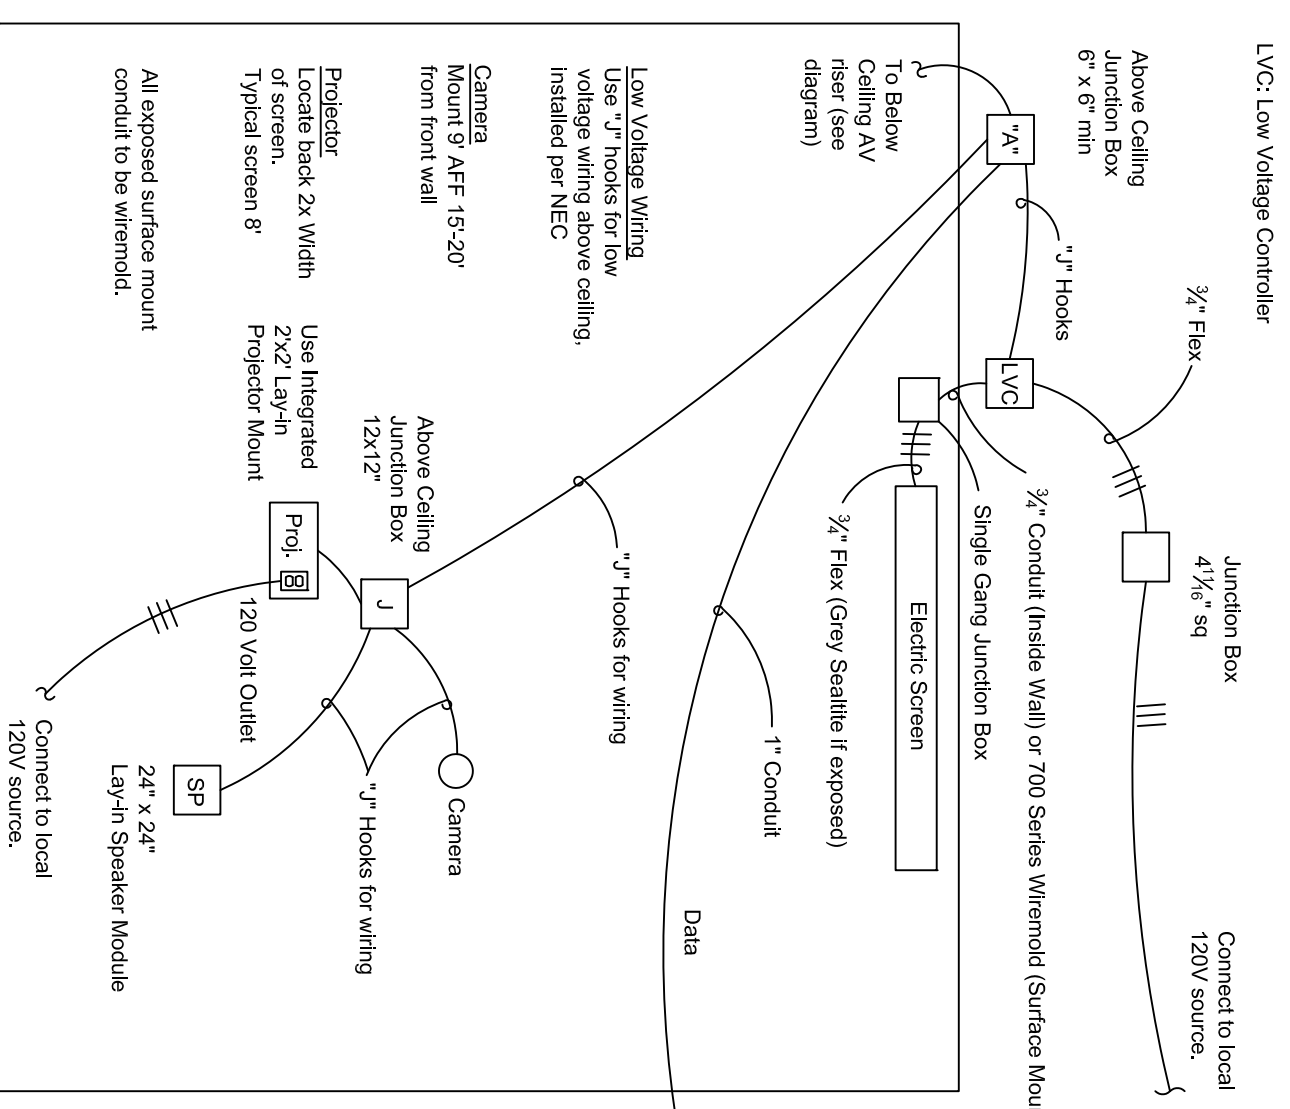 LVC: Low Voltage Controller
Above Ceiling
Junction Box
6" x 6" min
¾" Flex
Junction Box
4 11/16" sq
Connect to local
120V source.
"J" Hooks
"A"
LVC
¾" Conduit (Inside Wall) or 700 Series Wiremold (Surface Mou
Single Gang Junction Box
Electric Screen
To Below
Ceiling AV
riser (see
diagram)
¾" Flex (Grey Sealtite if exposed)
1" Conduit
Data
Low Voltage Wiring
Use "J" hooks for low
voltage wiring above ceiling,
installed per NEC
"J" Hooks for wiring
Camera
Mount 9' AFF 15'-20'
from front wall
Above Ceiling
Junction Box
12x12"
J
Camera
"J" Hooks for wiring
Projector
Locate back 2x Width
of screen.
Typical screen 8'
Use Integrated
2'x2' Lay-in
Projector Mount
Proj.
120 Volt Outlet
SP
24" x 24"
Lay-in Speaker Module
All exposed surface mount
conduit to be wiremold.
Connect to local
120V source.